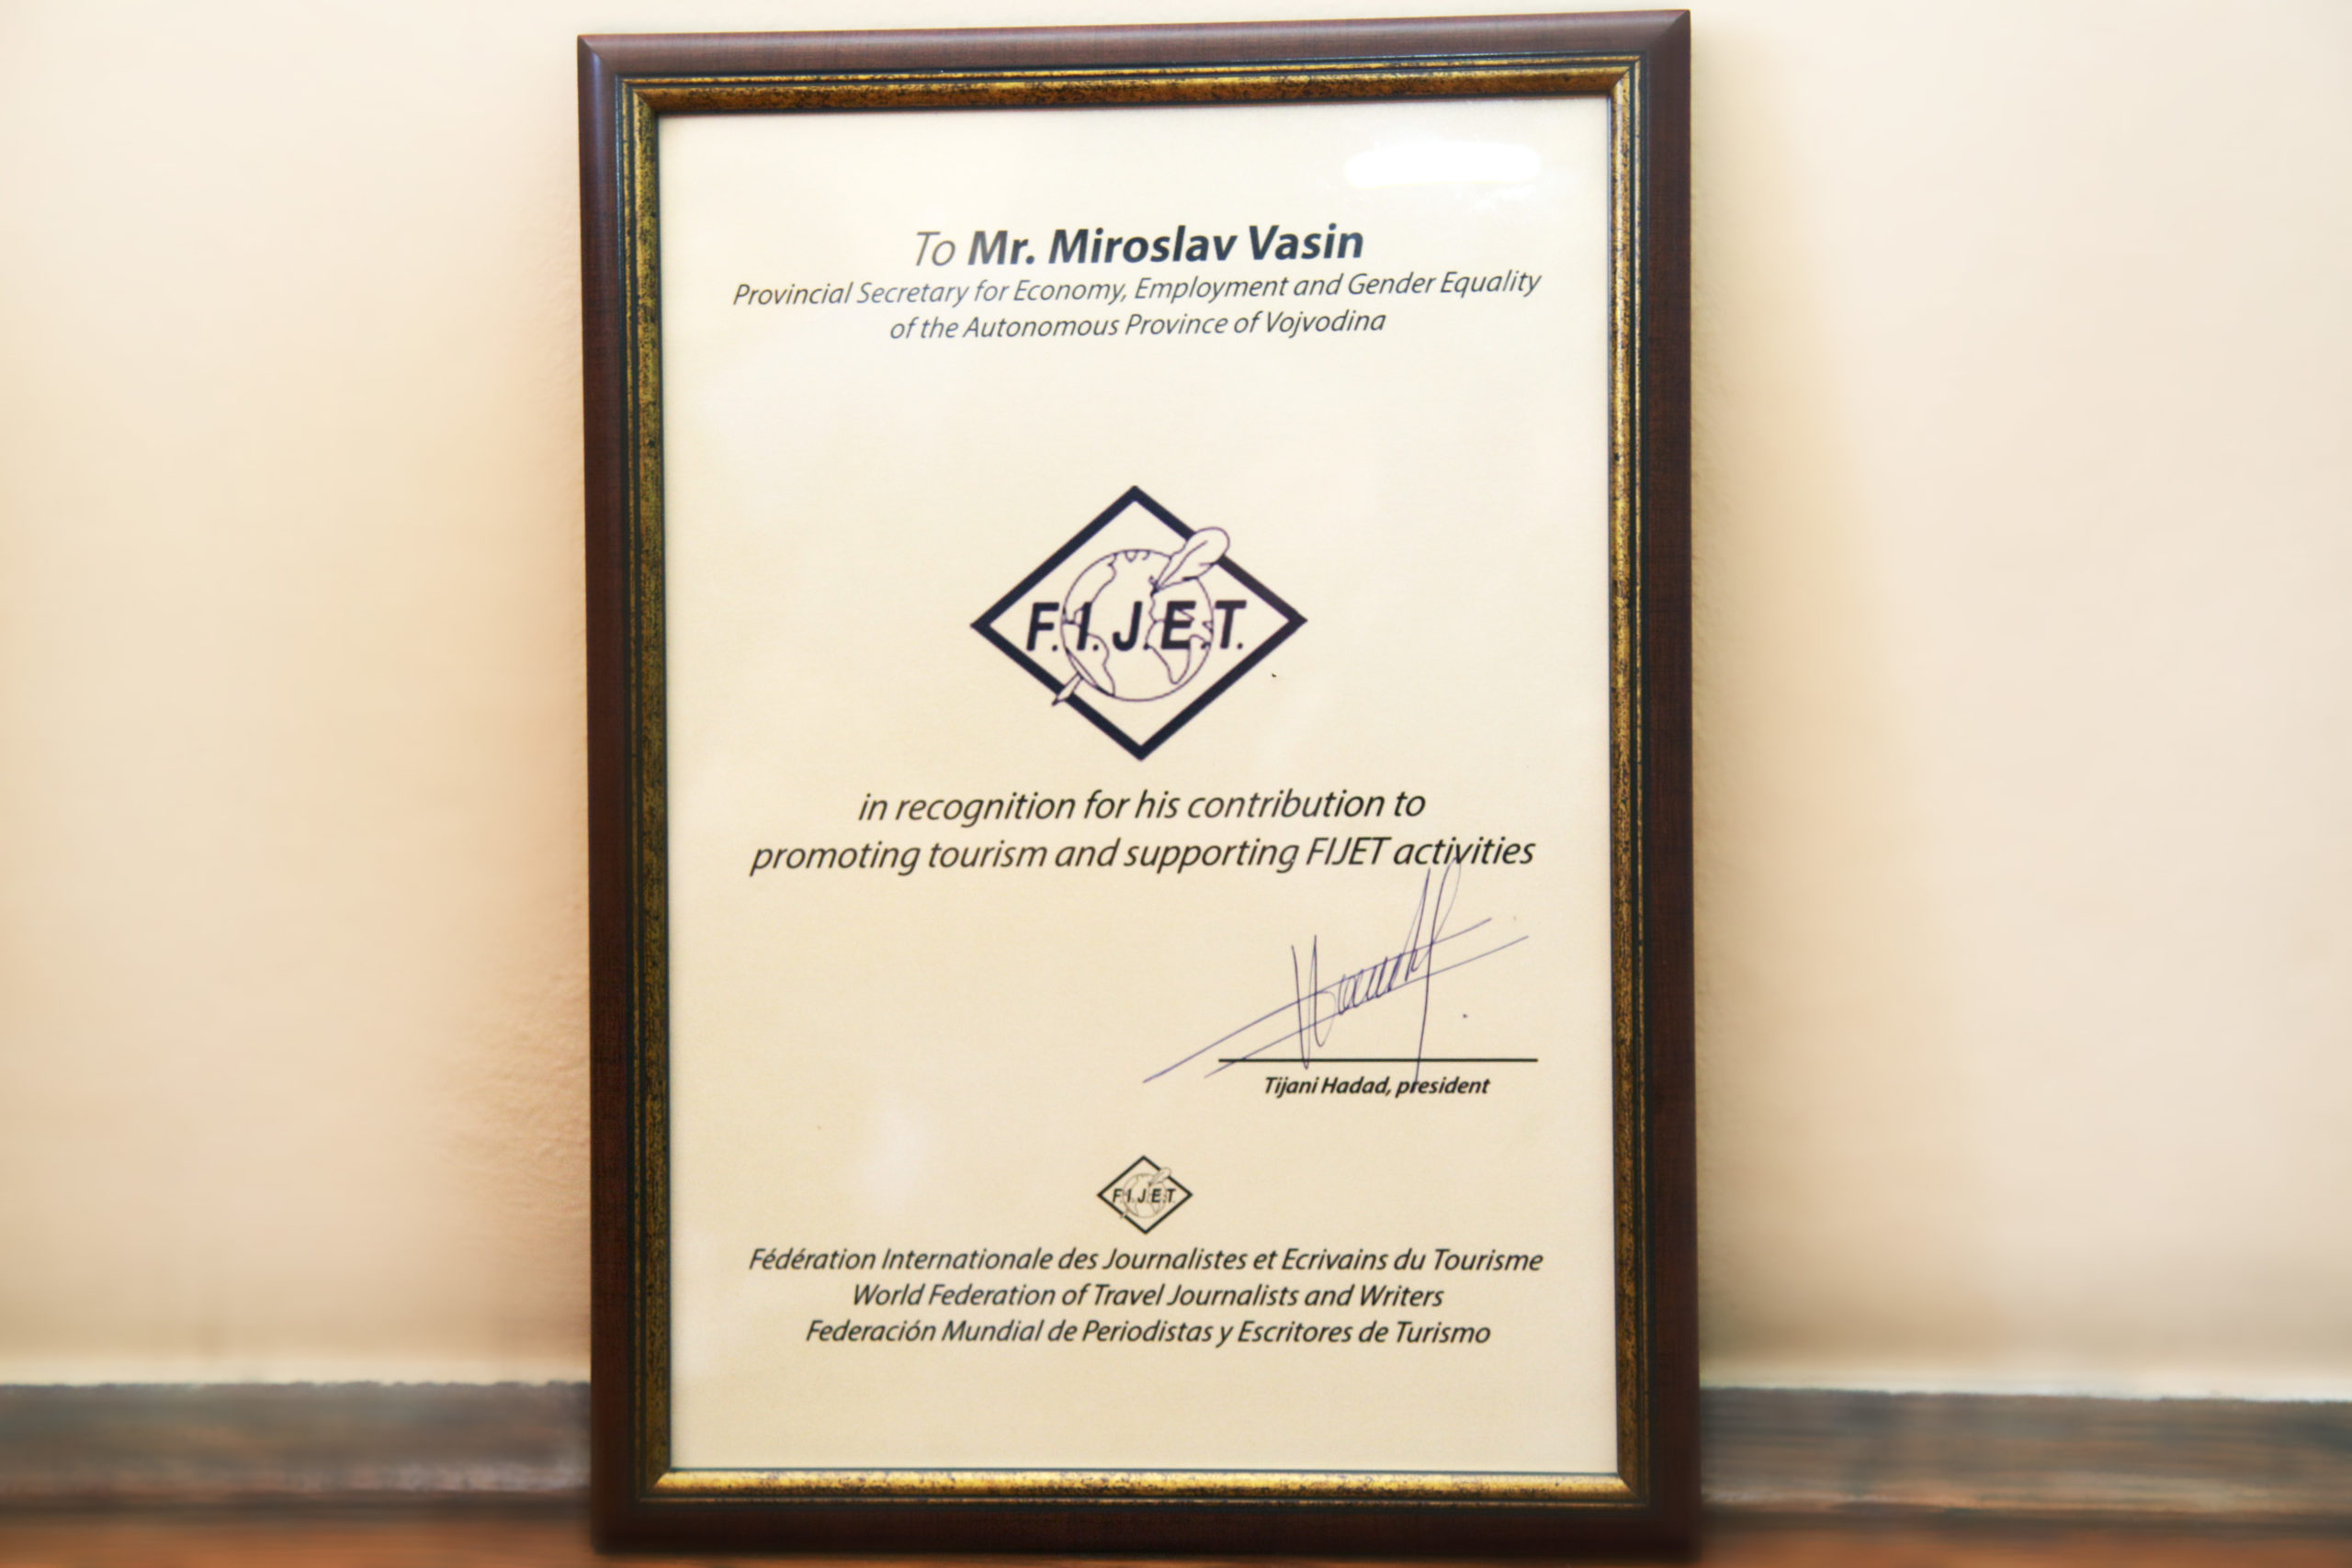 To Mr. Miroslav Vasin
Provincial Secretary for Economy, Employment and Gender Equality
of the Autonomous Province of Vojvodina
F.I.J.E.T.
in recognition for his contribution to
promoting tourism and supporting FIJET activities
Tijani Hadad, president
F.I.J.E.T.
Fédération Internationale des Journalistes et Ecrivains du Tourisme
World Federation of Travel Journalists and Writers
Federación Mundial de Periodistas y Escritores de Turismo